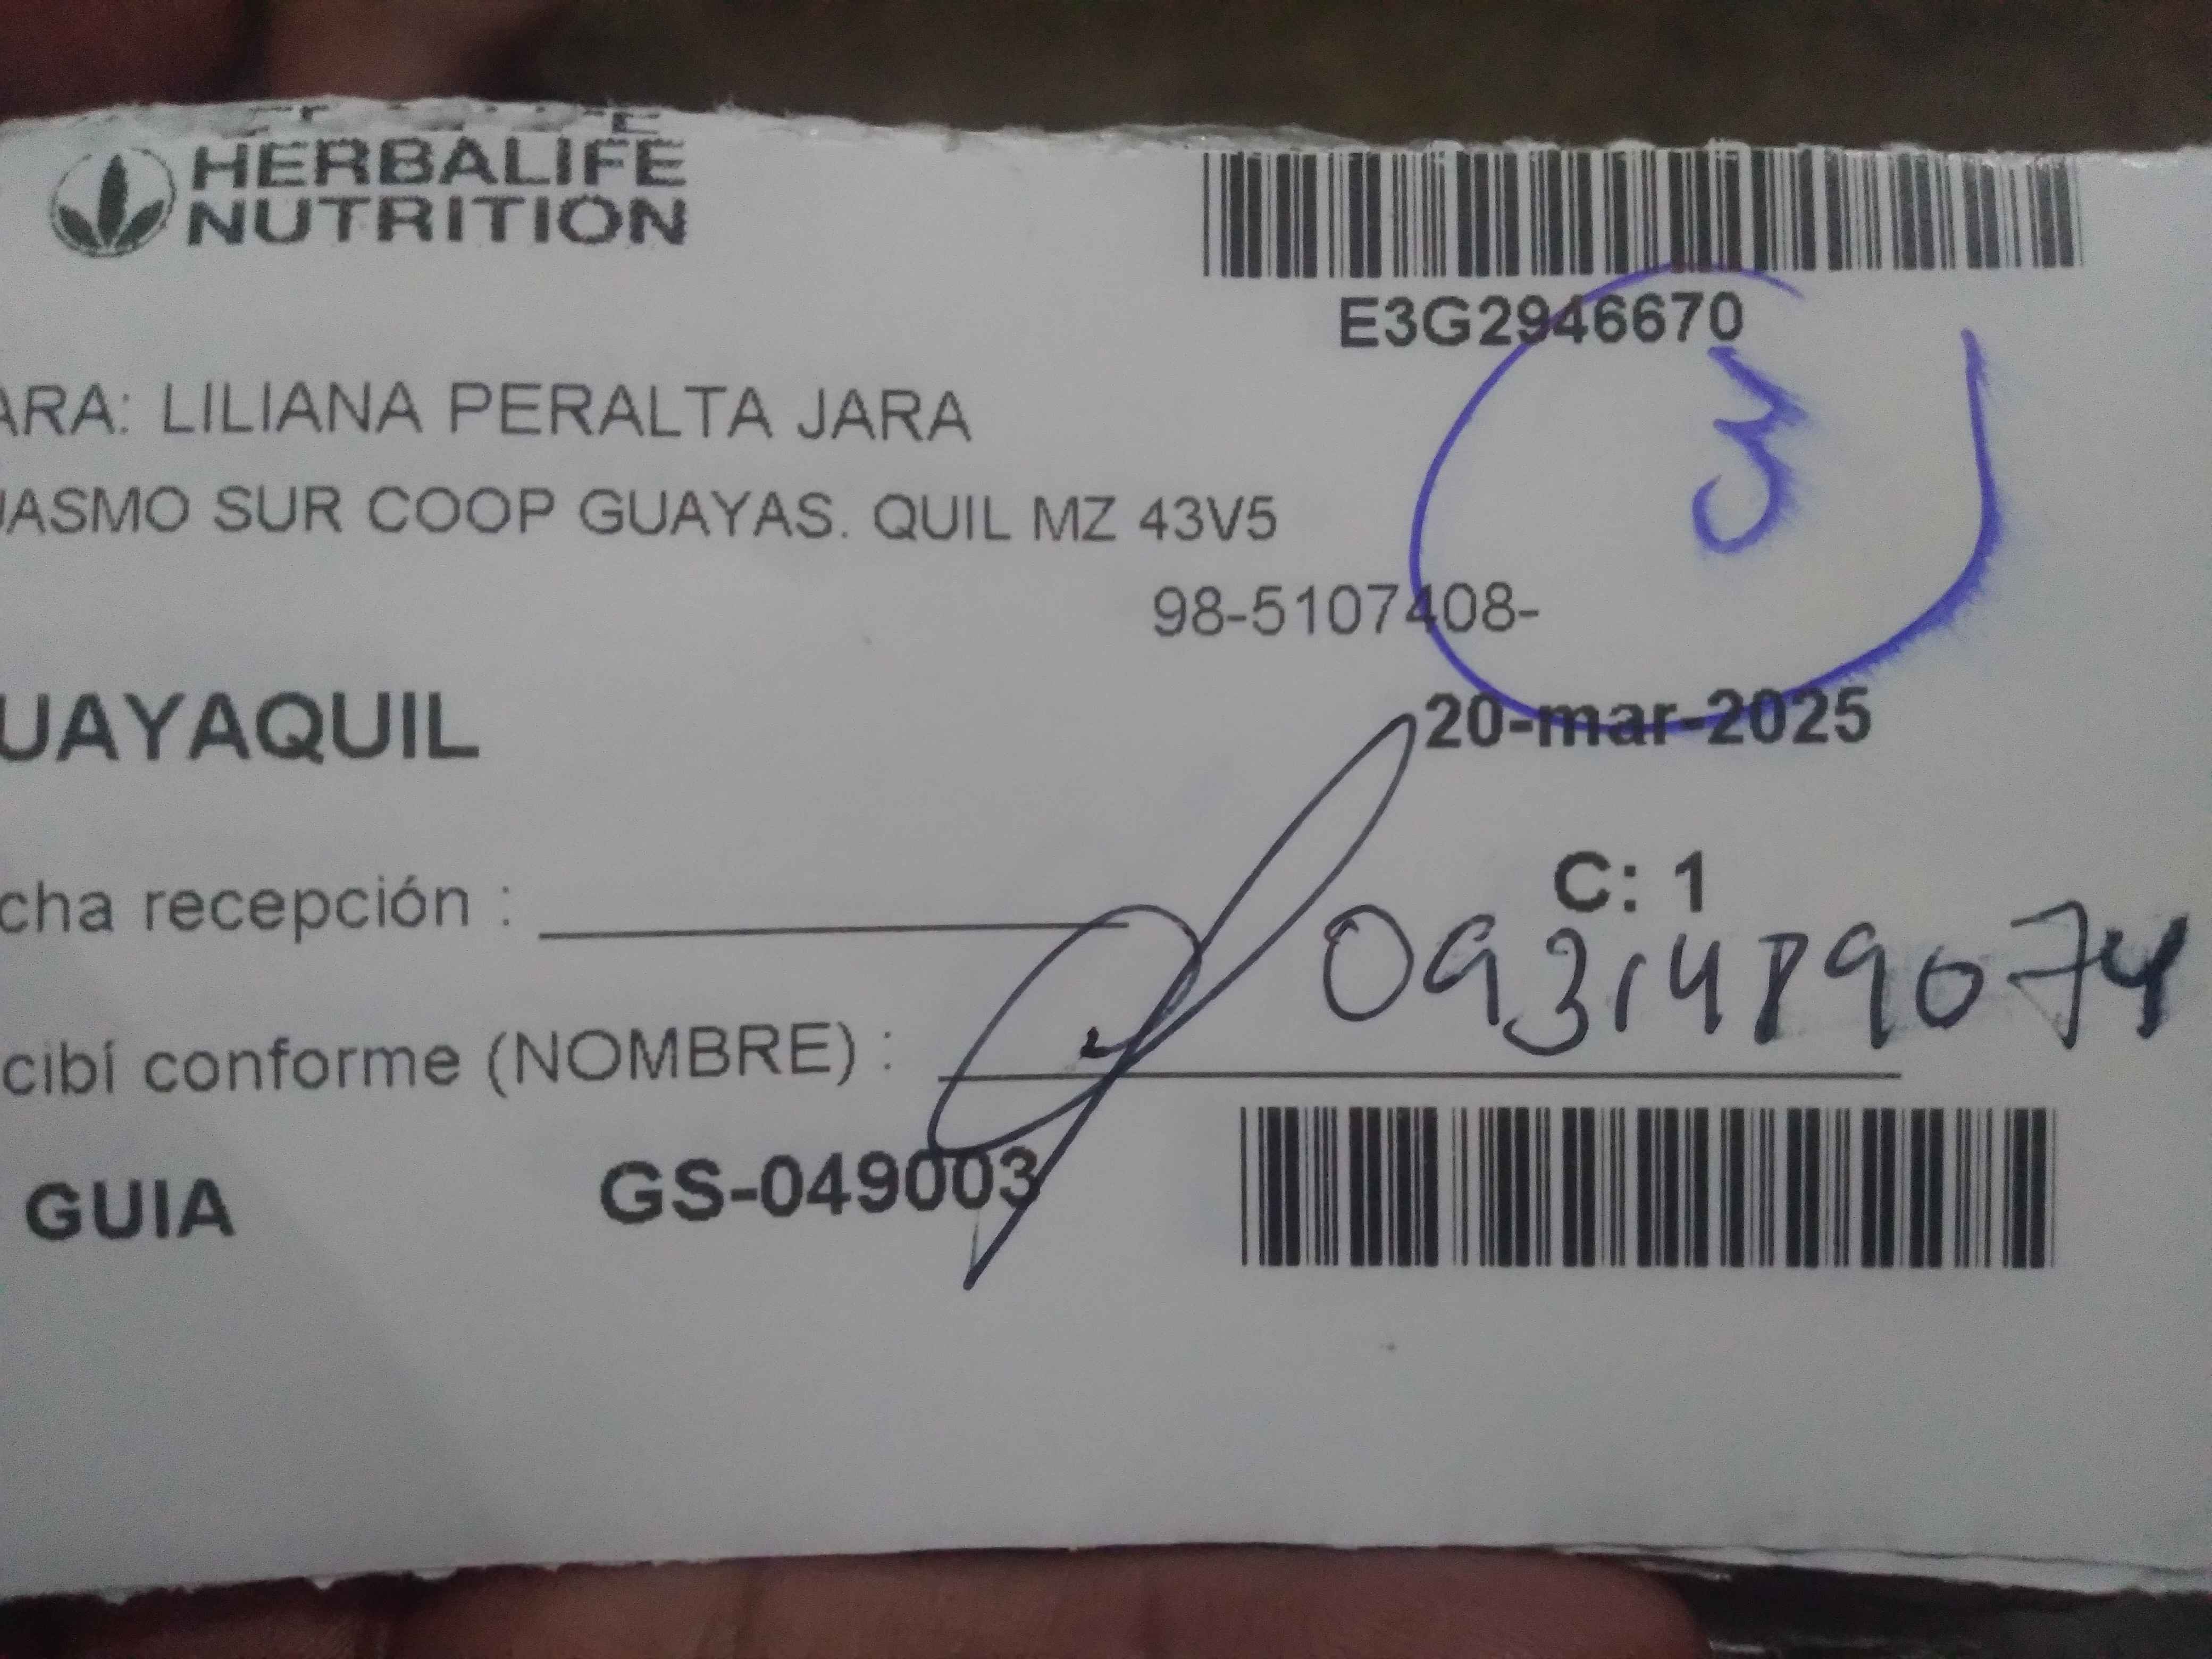 HERBALIFE
NUTRITION
E3G2946670
3
ARA: LILIANA PERALTA JARA
UASMO SUR COOP GUAYAS. QUIL MZ 43V5
98-5107408-
UAYAQUIL
20-mar-2025
C: 1
cha recepción :
0931489074
cibí conforme (NOMBRE) :
GUIA GS-049003